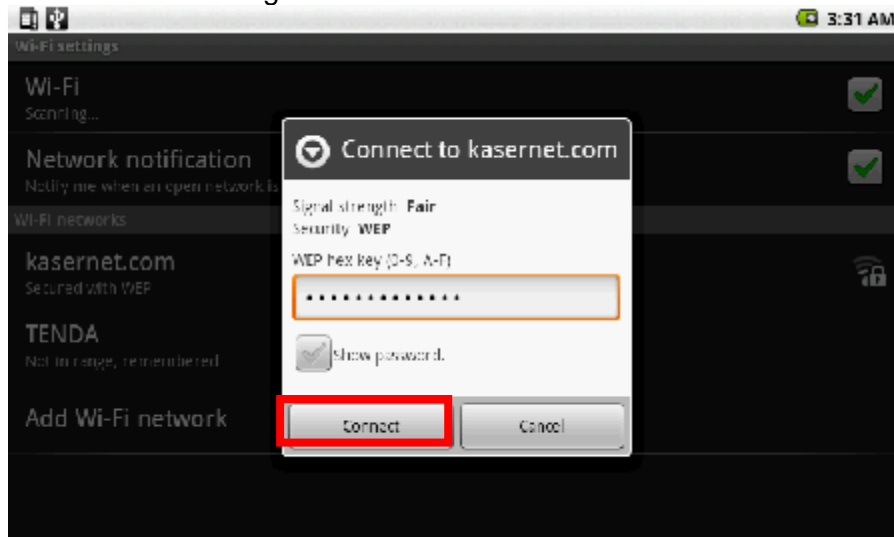 3:31 AM
Wi-Fi settings
Wi-Fi
Scanning...
Network notification
Notify me when an open network is
Wi-Fi networks
kasernet.com
Secured with WEP
TENDA
Not in range, remembered
Add Wi-Fi network
Connect to kasernet.com
Signal strength Fair
Security WEP
WEP hex key (0-9, A-F)
•••••••••••••
Show password.
Connect
Cancel